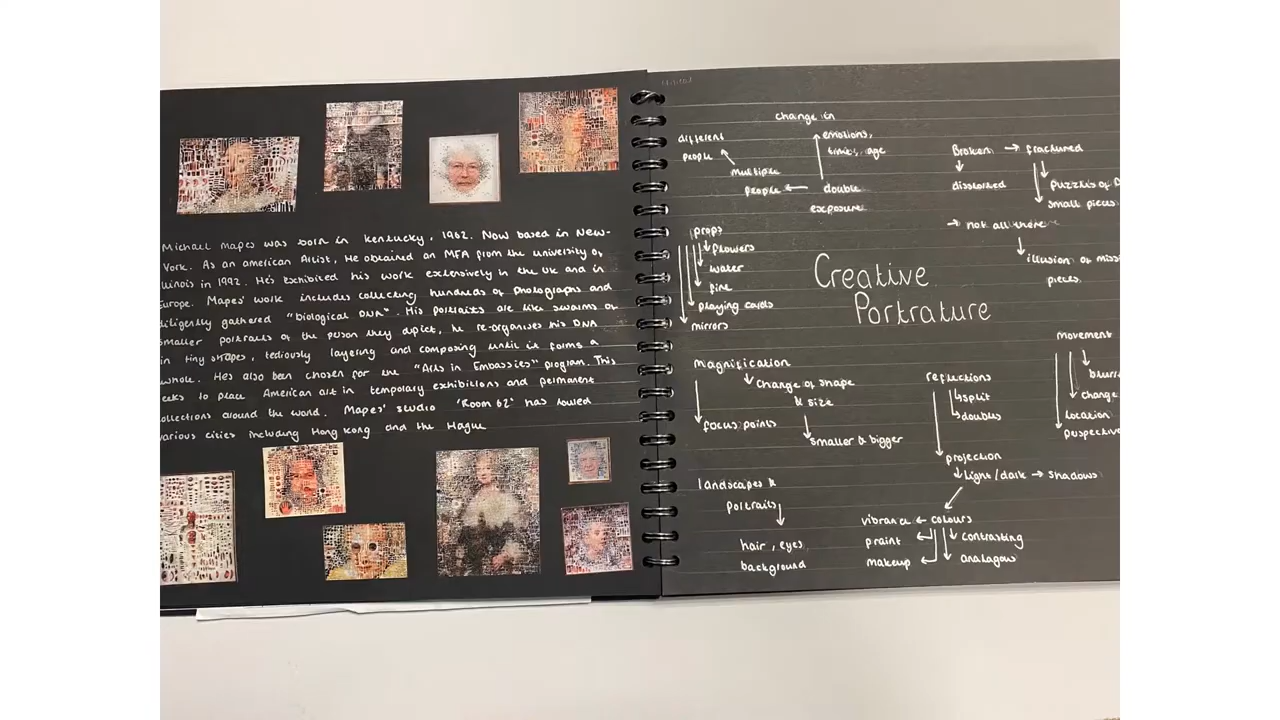 Michael Mapes was born in Kentucky, 1962. Now based in New-
York. As an american Artist, He obtained an MFA from the university of
llinois in 1992. He's exhibited his work extensively in the UK and in
Europe. Mapes' work includes collecting hundreds of photographs and
diligently gathered "biological DNA". His portraits are like swarms of
smaller portraits of the person they depict, he re-organises his DNA
in tiny shapes, tediously layering and composing until it forms a
whole. He's also been chosen for the "Arts in Embassies" program. This
eeks to place American art in temporary exhibitions and permanent
ollections around the world. Mapes' studio 'Room 62' has toured
various cities including Hong Kong and the Hague
Creative
Portrature
change in
emotions,
age
double
exposure
multiple
people
different
people
Broken → fractured
dissolved
puzzles of
small pieces
→ not all there
illusion of miss
pieces
props
flowers
water
fire
playing cards
mirrors
magnification
change of shape
& size
focus points
smaller & bigger
reflections
split
doubles
projection
light/dark → shadows
colours
vibrance
praint
makeup
contrasting
analagous
movement
blurr
change
location
perspective
landscapes &
portraits
hair, eyes
background